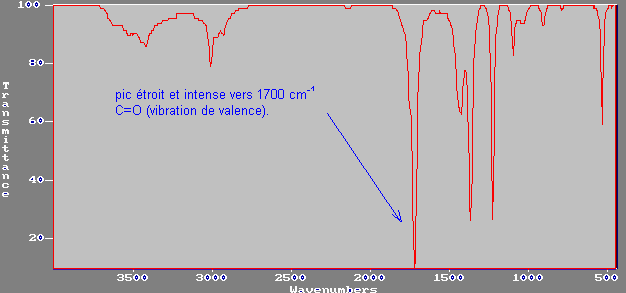 100
80
60
40
20
Transmittance
pic étroit et intense vers 1700 cm⁻¹
C=O (vibration de valence).
3500 3000 2500 2000 1500 1000 500
Wavenumbers